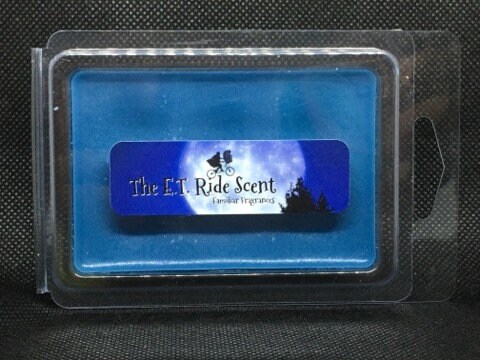 The E.T. Ride Scent
Familiar Fragrances